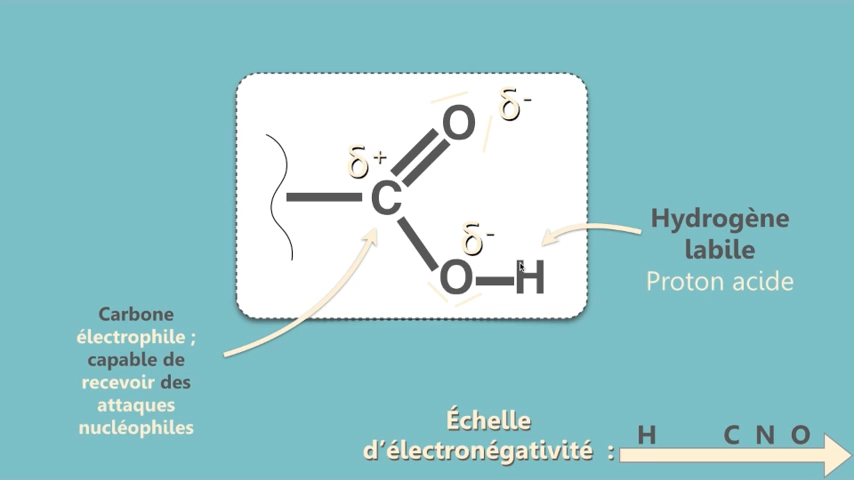 O δ-
δ+
C
δ-
O H
Hydrogène
labile
Proton acide
Carbone
électrophile ;
capable de
recevoir des
attaques
nucléophiles
Échelle
d'électronégativité :
H C N O